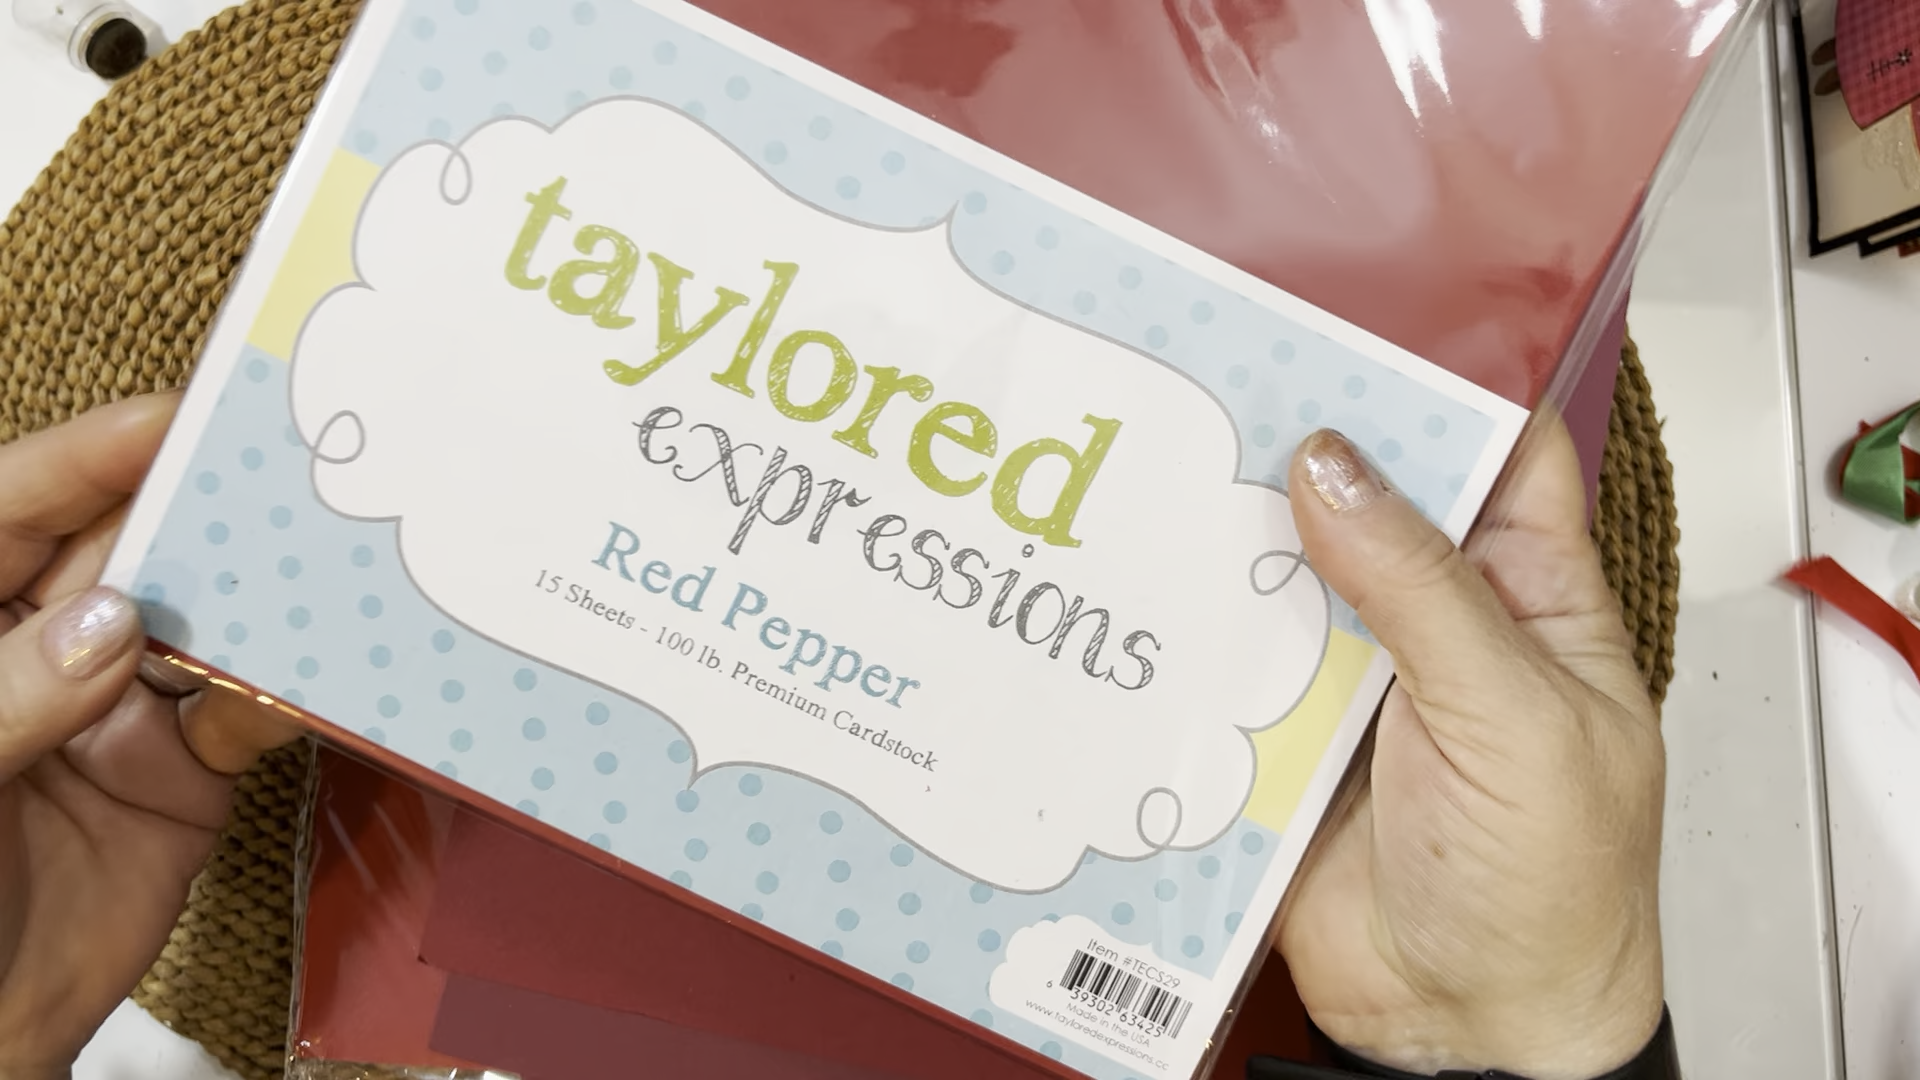 taylored
expressions
Red Pepper
15 Sheets - 100 lb. Premium Cardstock
Item #TECS29
6 39302 63425
Made in the USA
www.tayloredexpressions.cc